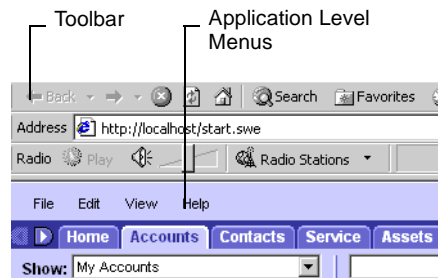 Toolbar
Application Level
Menus
Back Search Favorites
Address http://localhost/start.swe
Radio Play Radio Stations
File Edit View Help
Home Accounts Contacts Service Assets
Show: My Accounts